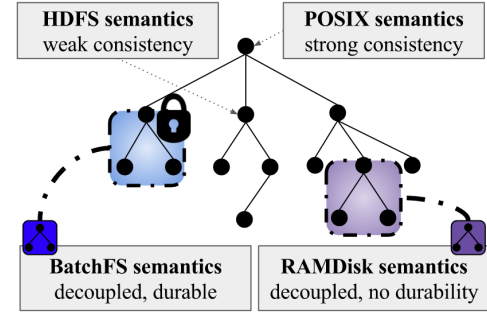 HDFS semantics
weak consistency
POSIX semantics
strong consistency
BatchFS semantics
decoupled, durable
RAMDisk semantics
decoupled, no durability